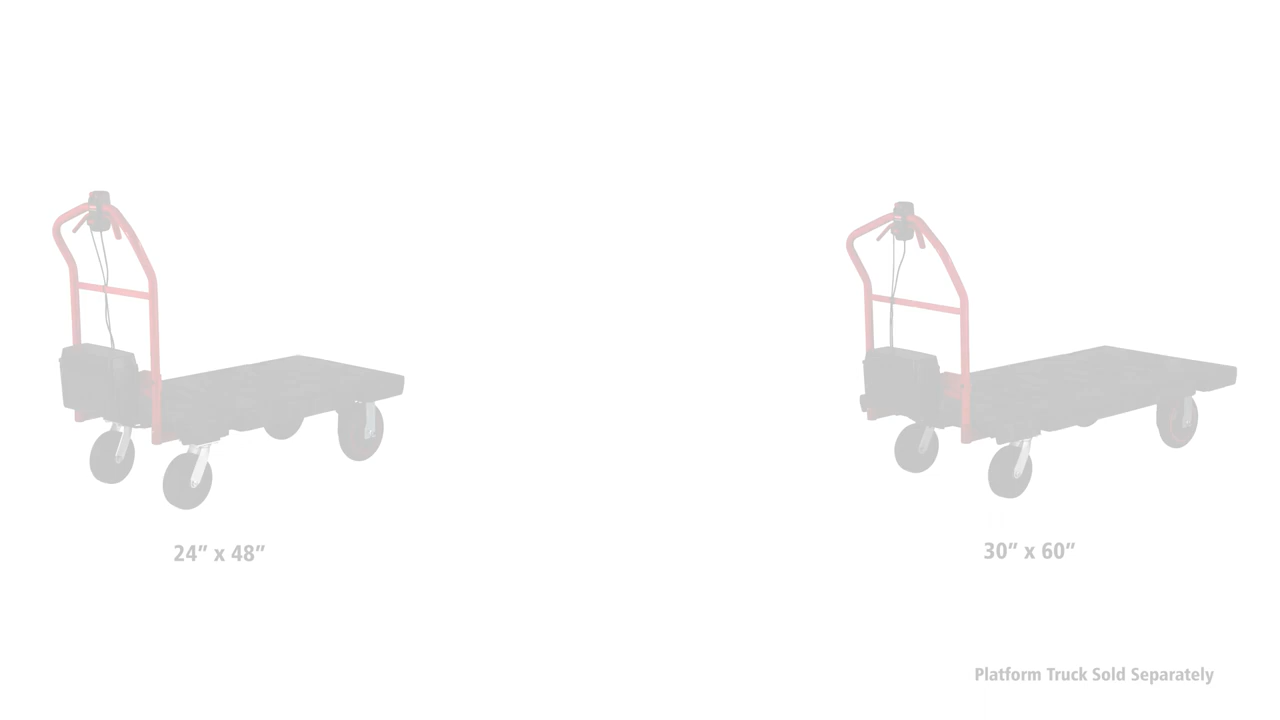 24” x 48”
30” x 60”
Platform Truck Sold Separately